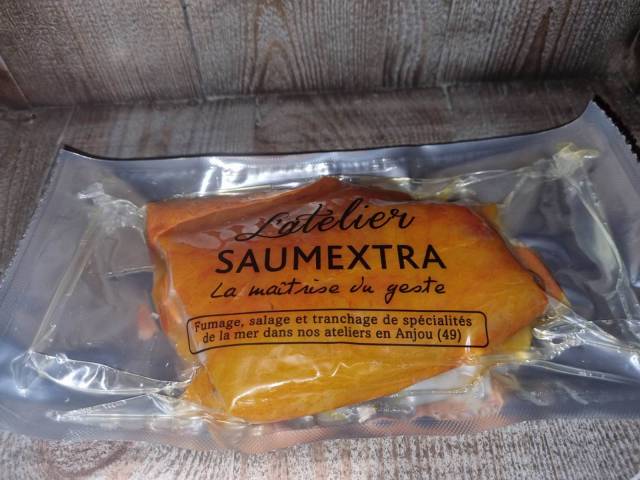 L'atelier
SAUMEXTRA
La maîtrise du geste
Fumage, salage et tranchage de spécialités
de la mer dans nos ateliers en Anjou (49)